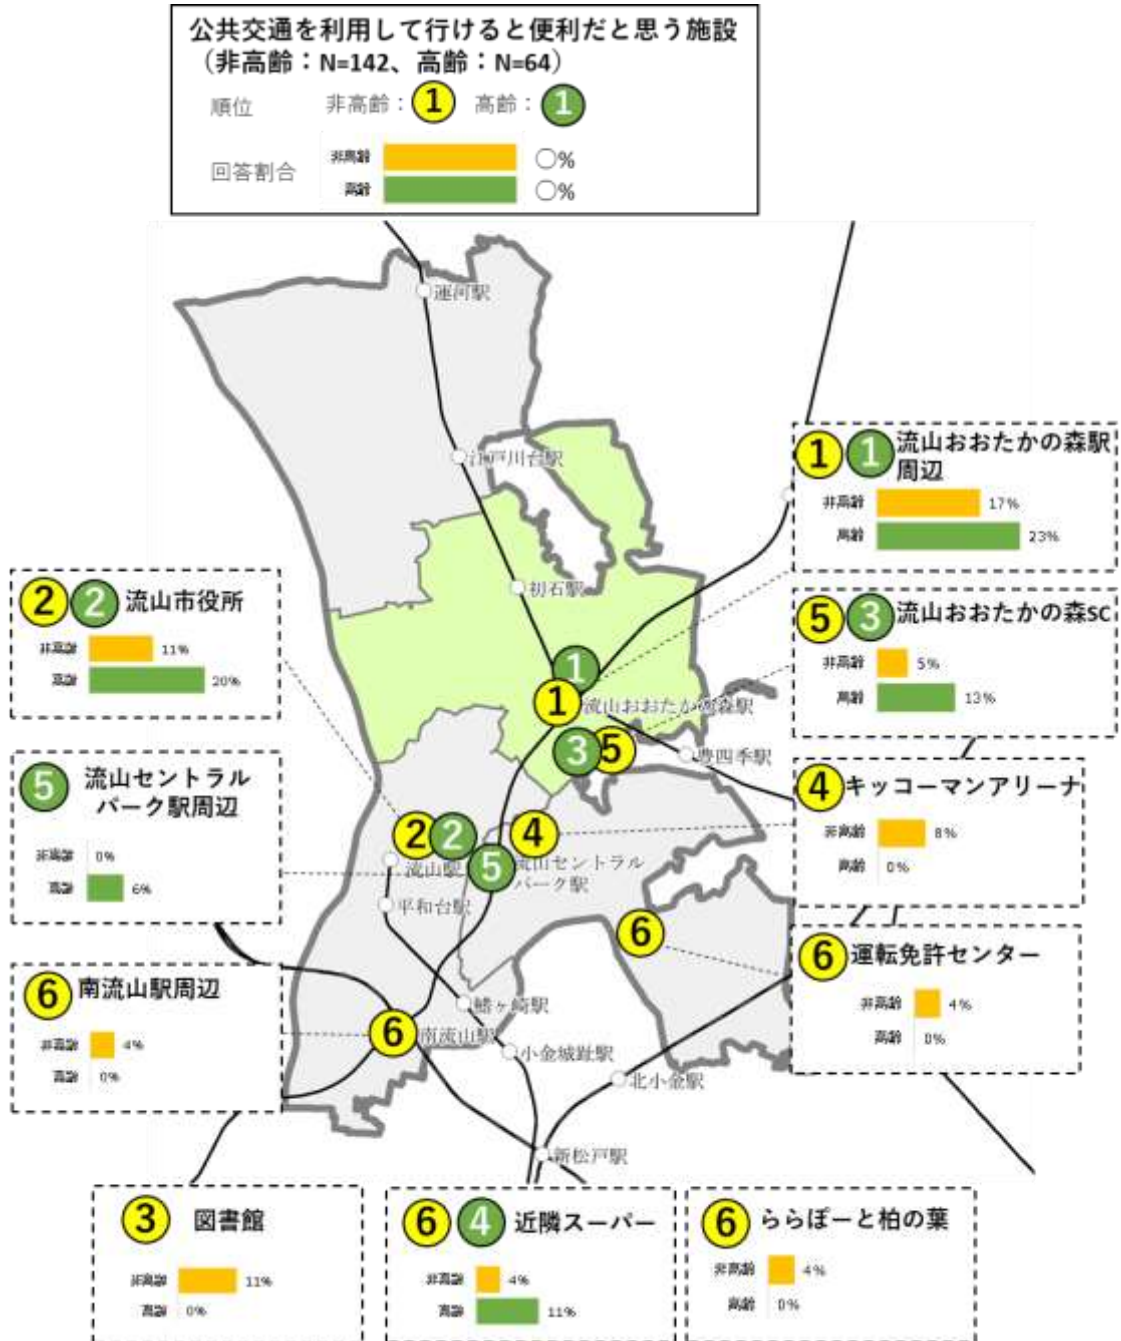 公共交通を利用して行けると便利だと思う施設
（非高齢：N=142、高齢：N=64）
順位 非高齢：1 高齢：1
回答割合
非高齢 〇%
高齢 〇%
運河駅
江戸川台駅
初石駅
1
1
流山おおたかの森駅
3 5
豊四季駅
2 2 4
流山駅
5
流山セントラル
パーク駅
平和台駅
6
鰭ヶ崎駅
6
南流山駅
小金城趾駅
北小金駅
新松戸駅
1 1 流山おおたかの森駅
周辺
非高齢 17%
高齢 23%
2 2 流山市役所
非高齢 11%
高齢 20%
5 3 流山おおたかの森SC
非高齢 5%
高齢 13%
5 流山セントラル
パーク駅周辺
非高齢 0%
高齢 6%
4 キッコーマンアリーナ
非高齢 8%
高齢 0%
6 南流山駅周辺
非高齢 4%
高齢 0%
6 運転免許センター
非高齢 4%
高齢 0%
3 図書館
非高齢 11%
高齢 0%
6 4 近隣スーパー
非高齢 4%
高齢 11%
6 ららぽーと柏の葉
非高齢 4%
高齢 0%